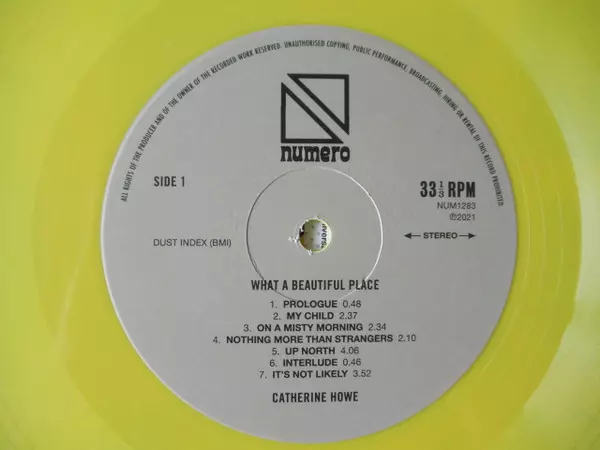 ALL RIGHTS OF THE PRODUCER AND OF THE OWNER OF THE RECORDED WORK RESERVED. UNAUTHORISED COPYING, PUBLIC PERFORMANCE, BROADCASTING, HIRING OR RENTAL OF THIS RECORD PROHIBITED.
numero
SIDE 1
33 1/3 RPM
NUM1283
℗2021
DUST INDEX (BMI)
STEREO
WHAT A BEAUTIFUL PLACE
1. PROLOGUE 0.48
2. MY CHILD 2.37
3. ON A MISTY MORNING 2.34
4. NOTHING MORE THAN STRANGERS 2.10
5. UP NORTH 4.06
6. INTERLUDE 0.46
7. IT'S NOT LIKELY 3.52
CATHERINE HOWE